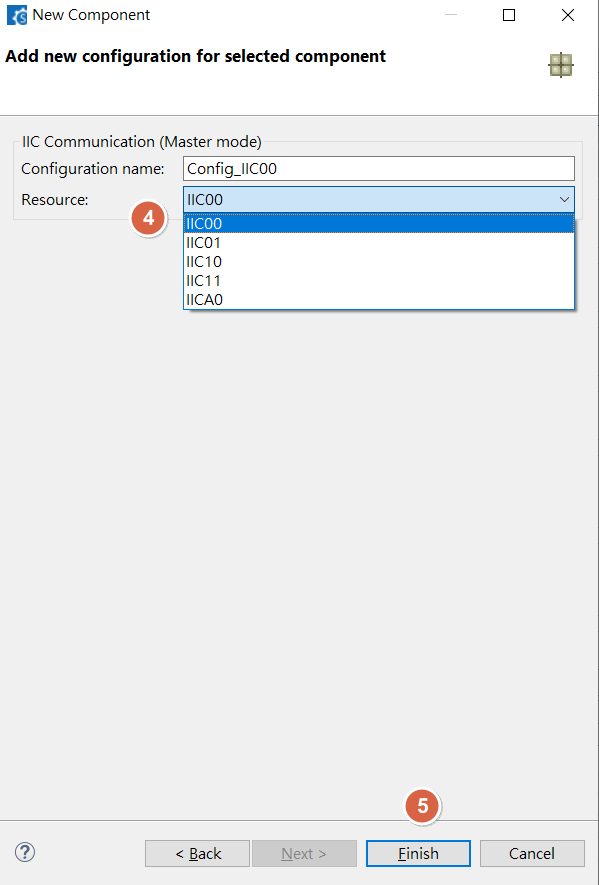 New Component
Add new configuration for selected component
IIC Communication (Master mode)
Configuration name: Config_IIC00
Resource: IIC00
4
IIC00
IIC01
IIC10
IIC11
IICA0
5
? < Back Next > Finish Cancel